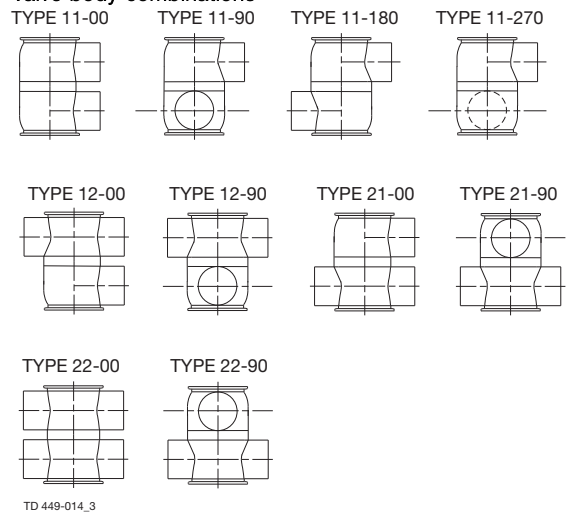 Valve body combinations
TYPE 11-00 TYPE 11-90 TYPE 11-180 TYPE 11-270
TYPE 12-00 TYPE 12-90 TYPE 21-00 TYPE 21-90
TYPE 22-00 TYPE 22-90
TD 449-014_3